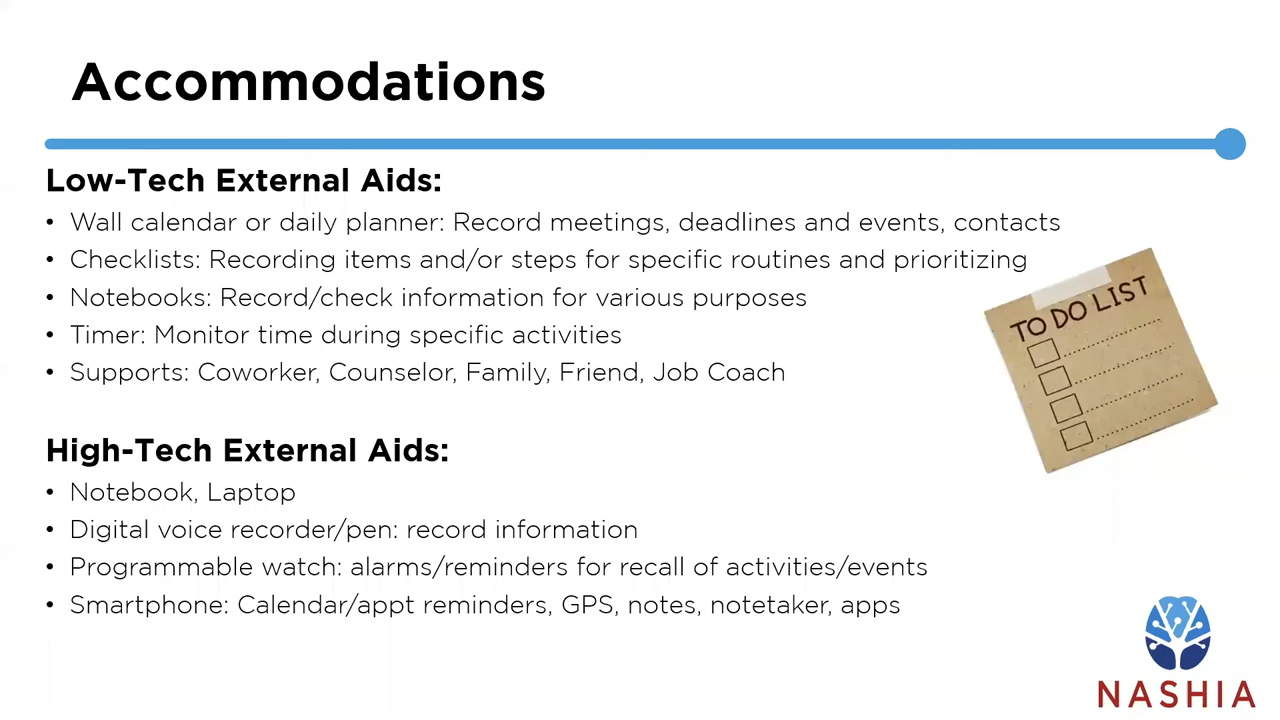 Accommodations
Low-Tech External Aids:
• Wall calendar or daily planner: Record meetings, deadlines and events, contacts
• Checklists: Recording items and/or steps for specific routines and prioritizing
• Notebooks: Record/check information for various purposes
• Timer: Monitor time during specific activities
• Supports: Coworker, Counselor, Family, Friend, Job Coach
TO DO LIST
High-Tech External Aids:
• Notebook, Laptop
• Digital voice recorder/pen: record information
• Programmable watch: alarms/reminders for recall of activities/events
• Smartphone: Calendar/appt reminders, GPS, notes, notetaker, apps
NASHIA